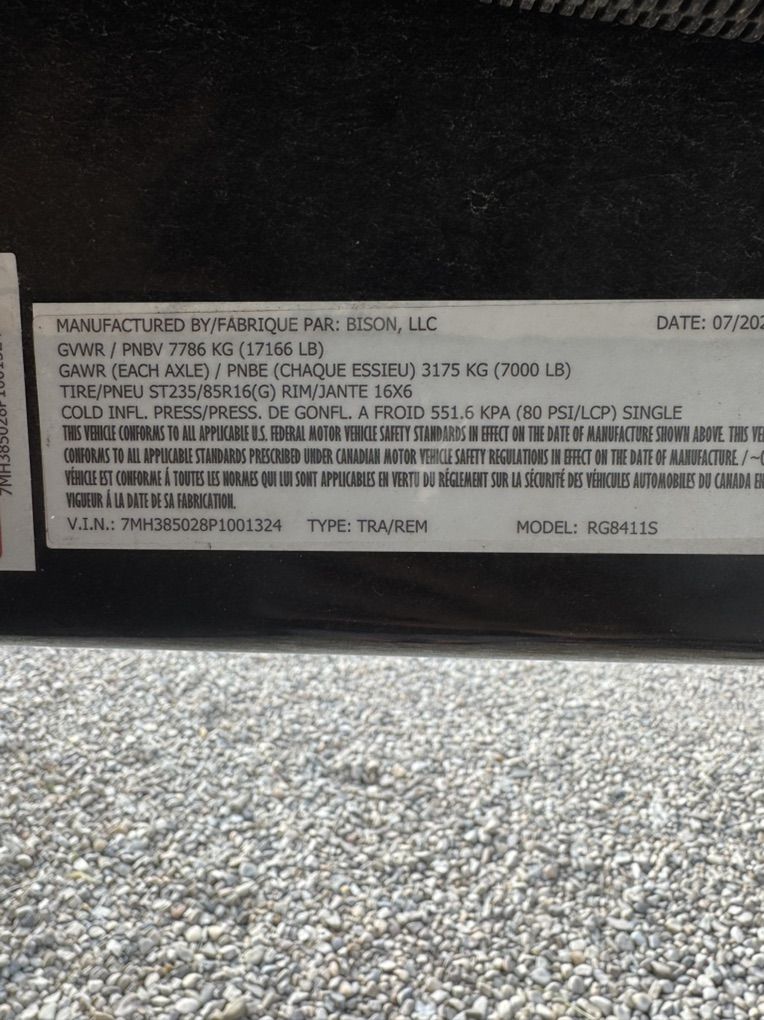 MANUFACTURED BY/FABRIQUE PAR: BISON, LLC DATE: 07/202
GVWR / PNBV 7786 KG (17166 LB)
GAWR (EACH AXLE) / PNBE (CHAQUE ESSIEU) 3175 KG (7000 LB)
TIRE/PNEU ST235/85R16(G) RIM/JANTE 16X6
COLD INFL. PRESS/PRESS. DE GONFL. A FROID 551.6 KPA (80 PSI/LCP) SINGLE
THIS VEHICLE CONFORMS TO ALL APPLICABLE U.S. FEDERAL MOTOR VEHICLE SAFETY STANDARDS IN EFFECT ON THE DATE OF MANUFACTURE SHOWN ABOVE. THIS
CONFORMS TO ALL APPLICABLE STANDARDS PRESCRIBED UNDER CANADIAN MOTOR VEHICLE SAFETY REGULATIONS IN EFFECT ON THE DATE OF MANUFACTURE. / ~
VÉHICLE EST CONFORME Á TOUTES LES NORMES QUI LUI SONT APPLICABLES EN VERTU DU RÉGLEMENT SUR LA SÉCURITÉ DES VÉHICULES AUTOMOBILES DU CANADA EN
VIGUEUR Á LA DATE DE SA FABRICATION.
V.I.N.: 7MH385028P1001324 TYPE: TRA/REM MODEL: RG8411S
7MH385028P1001324